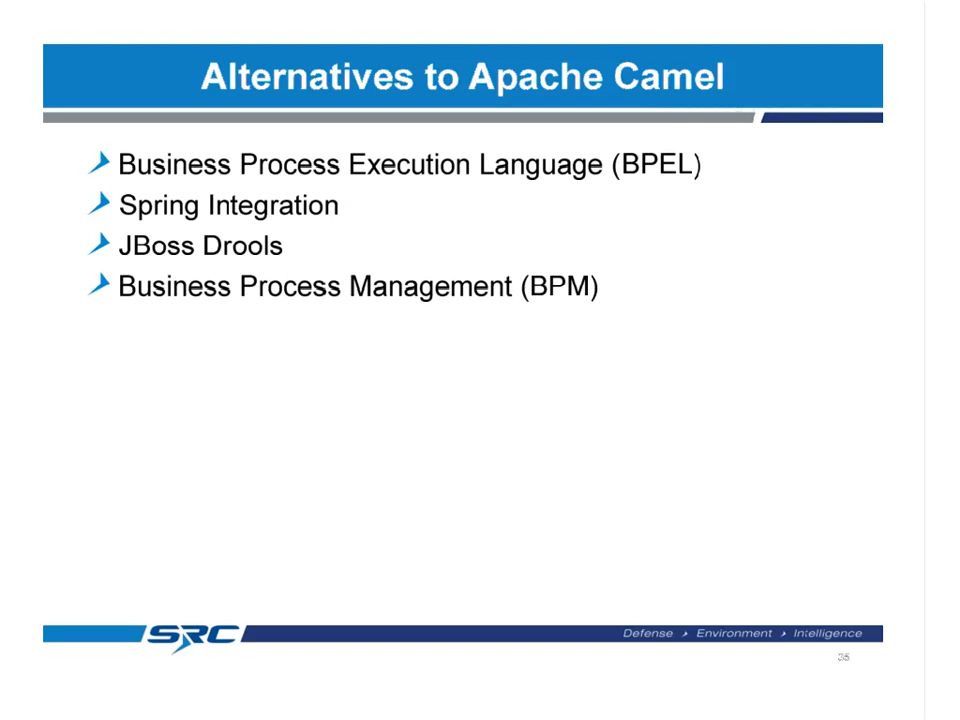 Alternatives to Apache Camel
Business Process Execution Language (BPEL)
Spring Integration
JBoss Drools
Business Process Management (BPM)
SRC
Defense Environment Intelligence